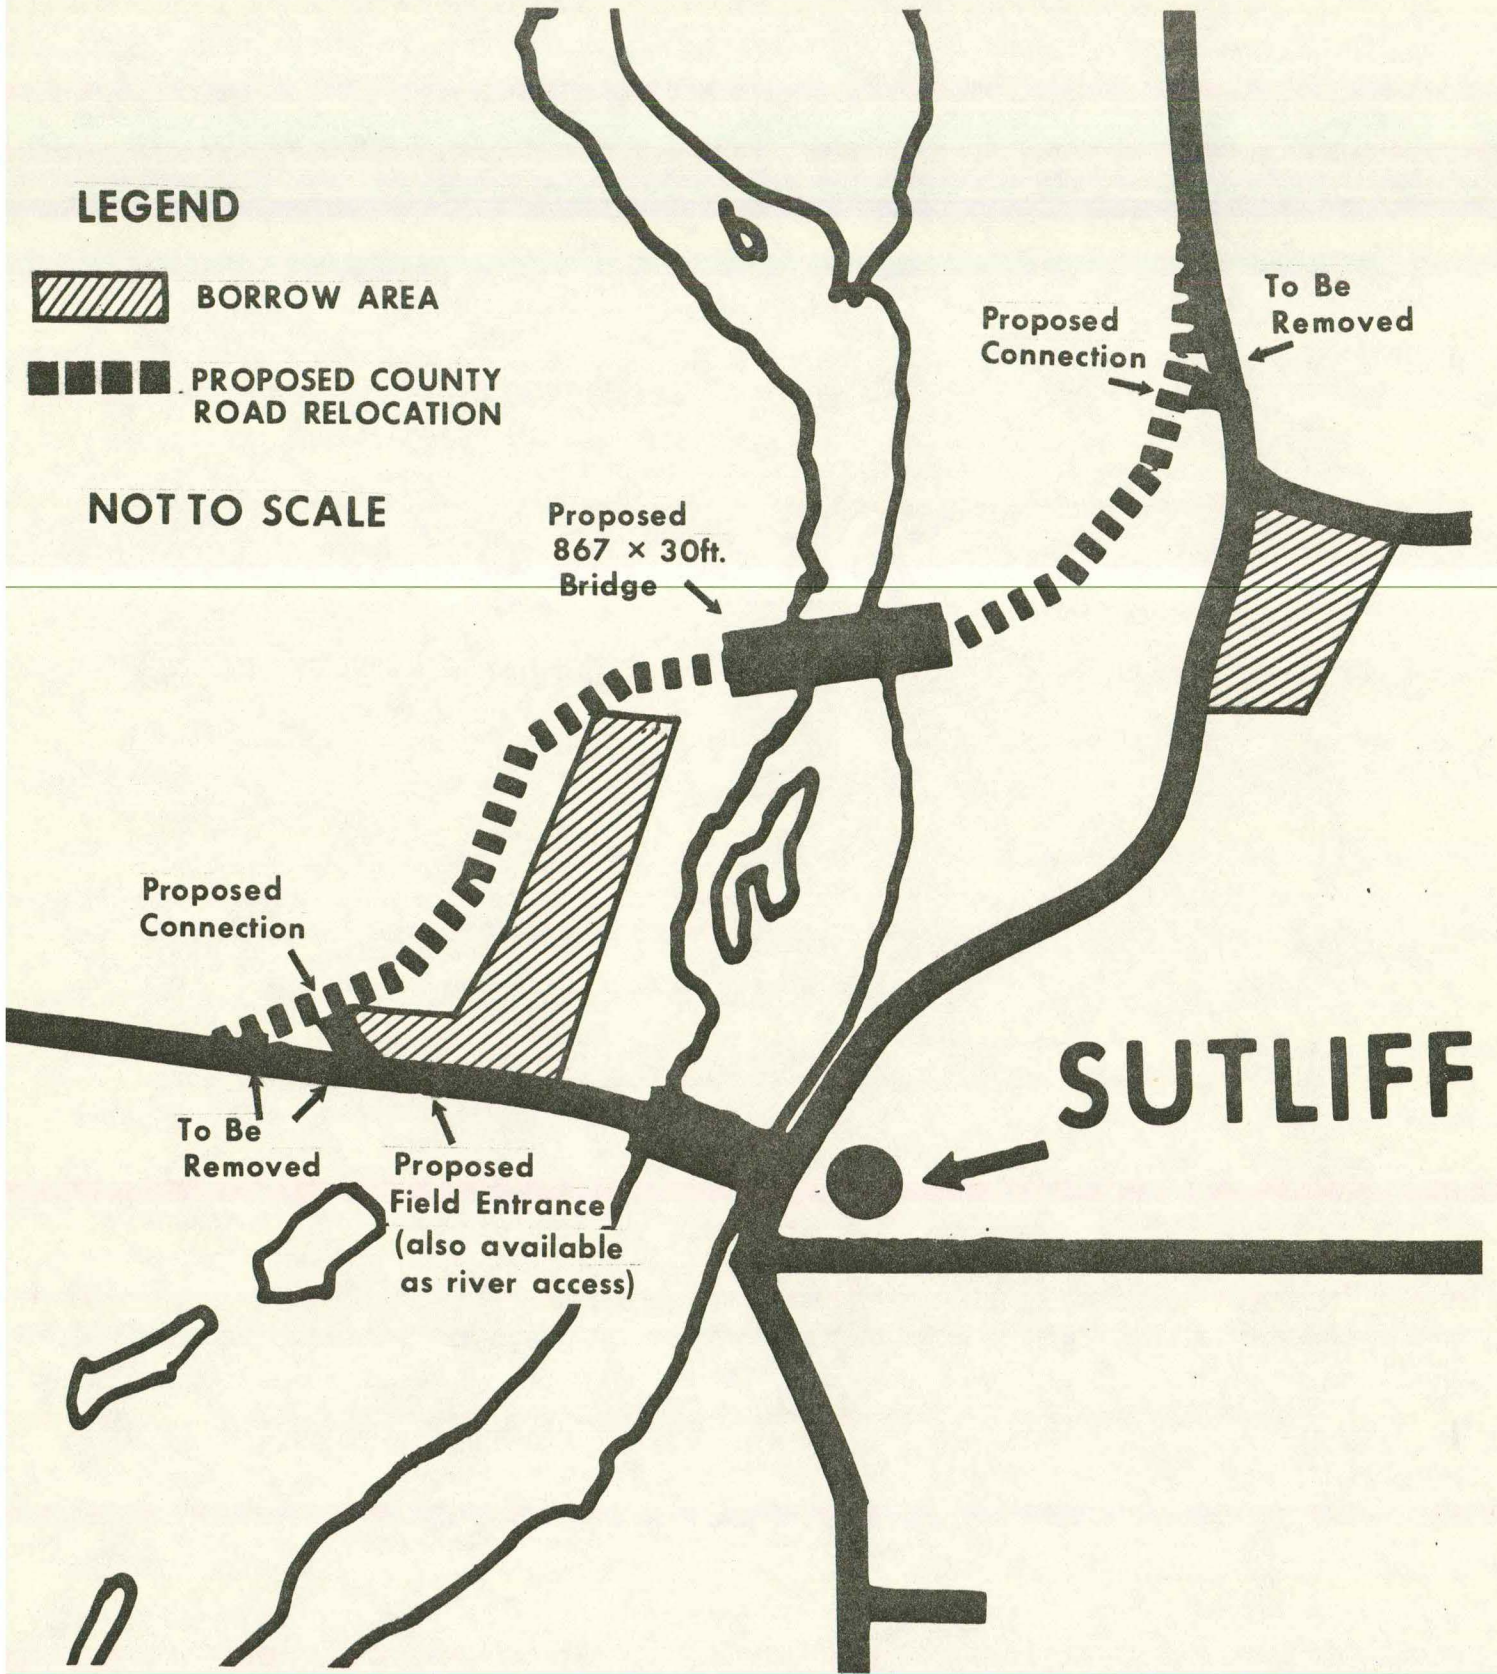 LEGEND
BORROW AREA
PROPOSED COUNTY
ROAD RELOCATION
NOT TO SCALE
Proposed
867 × 30ft.
Bridge
Proposed
Connection
To Be
Removed
Proposed
Connection
To Be
Removed
Proposed
Field Entrance
(also available
as river access)
SUTLIFF